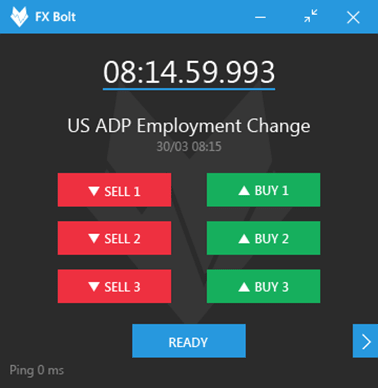 FX Bolt
08:14.59.993
US ADP Employment Change
30/03 08:15
▼ SELL 1 ▲ BUY 1
▼ SELL 2 ▲ BUY 2
▼ SELL 3 ▲ BUY 3
READY
Ping 0 ms